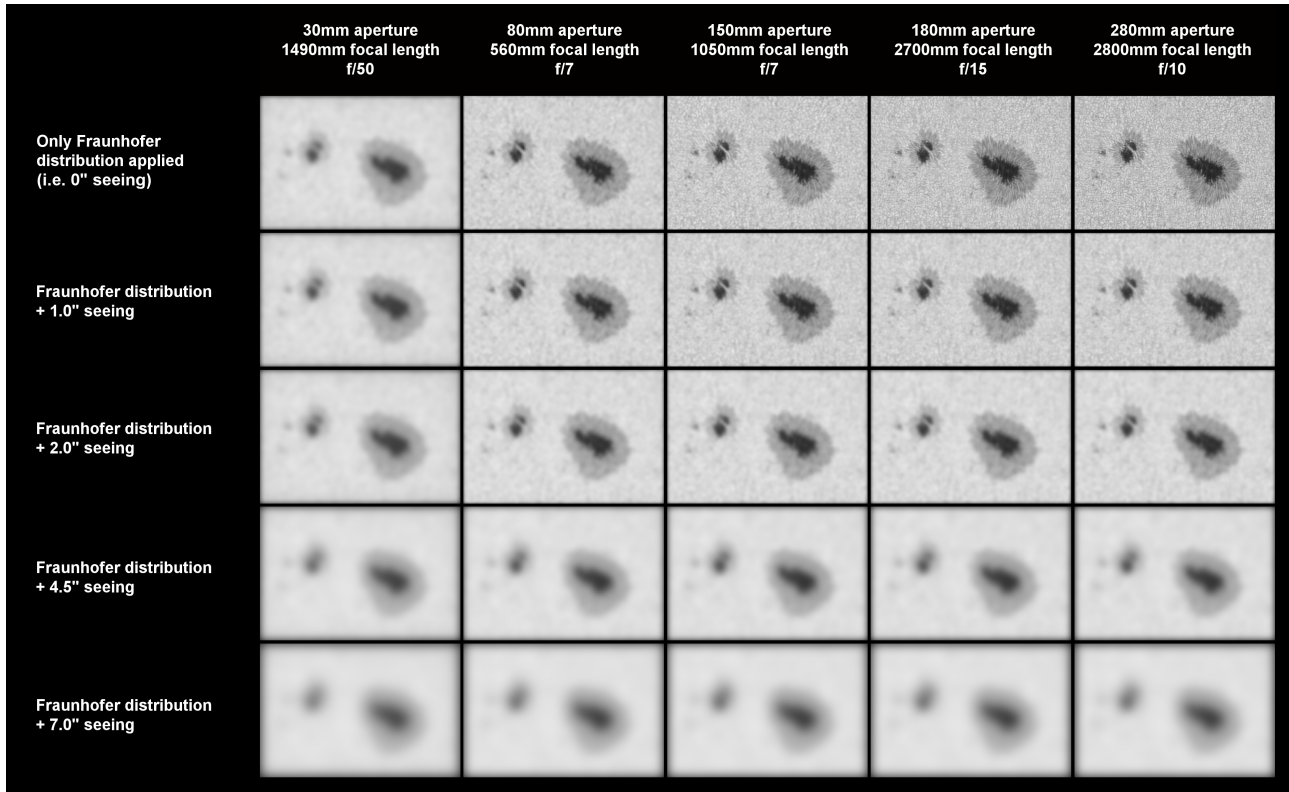 30mm aperture
1490mm focal length
f/50
80mm aperture
560mm focal length
f/7
150mm aperture
1050mm focal length
f/7
180mm aperture
2700mm focal length
f/15
280mm aperture
2800mm focal length
f/10
Only Fraunhofer
distribution applied
(i.e. 0" seeing)
Fraunhofer distribution
+ 1.0" seeing
Fraunhofer distribution
+ 2.0" seeing
Fraunhofer distribution
+ 4.5" seeing
Fraunhofer distribution
+ 7.0" seeing